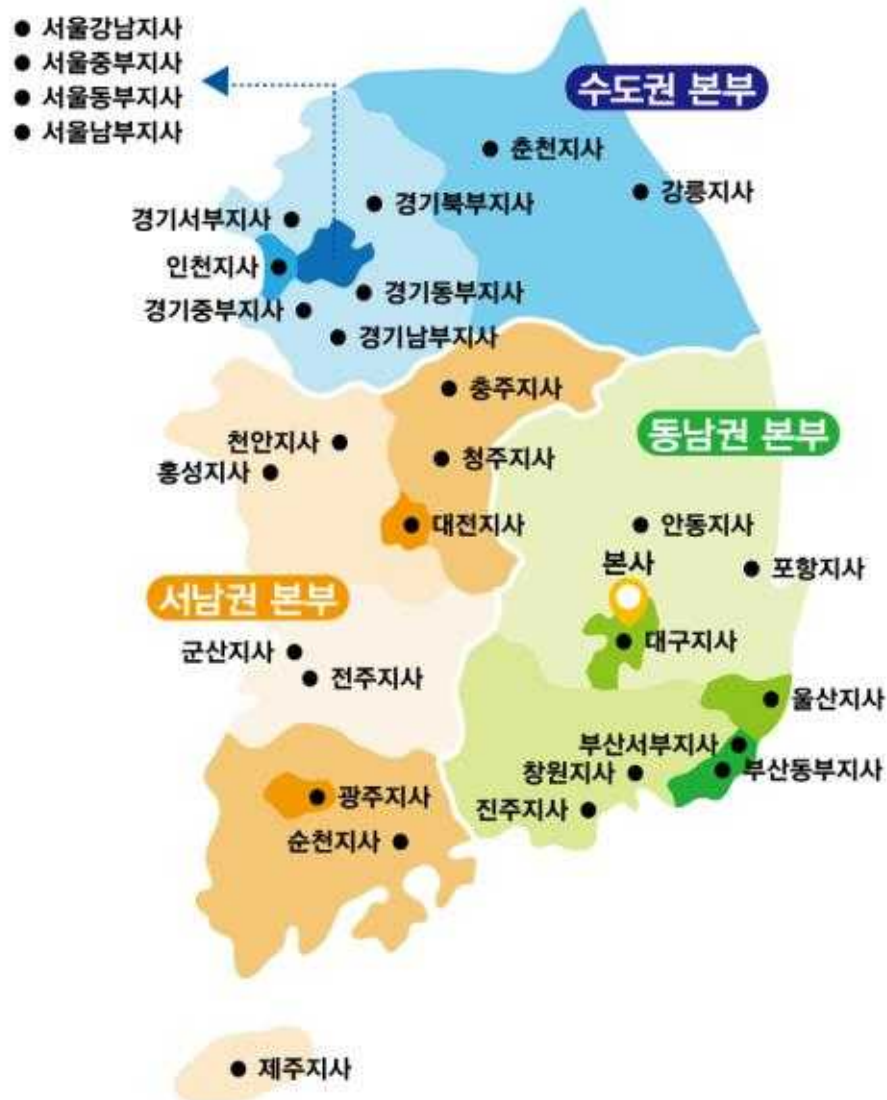 서울강남지사
서울중부지사
서울동부지사
서울남부지사
수도권 본부
춘천지사
강릉지사
경기북부지사
경기서부지사
인천지사
경기동부지사
경기중부지사
경기남부지사
충주지사
동남권 본부
천안지사
청주지사
홍성지사
대전지사
안동지사
본사
포항지사
서남권 본부
대구지사
군산지사
전주지사
울산지사
부산서부지사
창원지사
부산동부지사
광주지사
진주지사
순천지사
제주지사